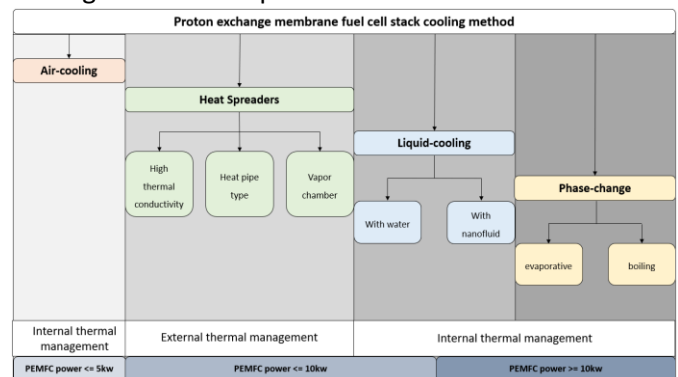 Proton exchange membrane fuel cell stack cooling method
Air-cooling
Heat Spreaders
High
thermal
conductivity
Heat pipe
type
Vapor
chamber
Liquid-cooling
With water
With
nanofluid
Phase-change
evaporative
boiling
Internal thermal
management
External thermal management
Internal thermal management
PEMFC power <= 5kw
PEMFC power <= 10kw
PEMFC power >= 10kw